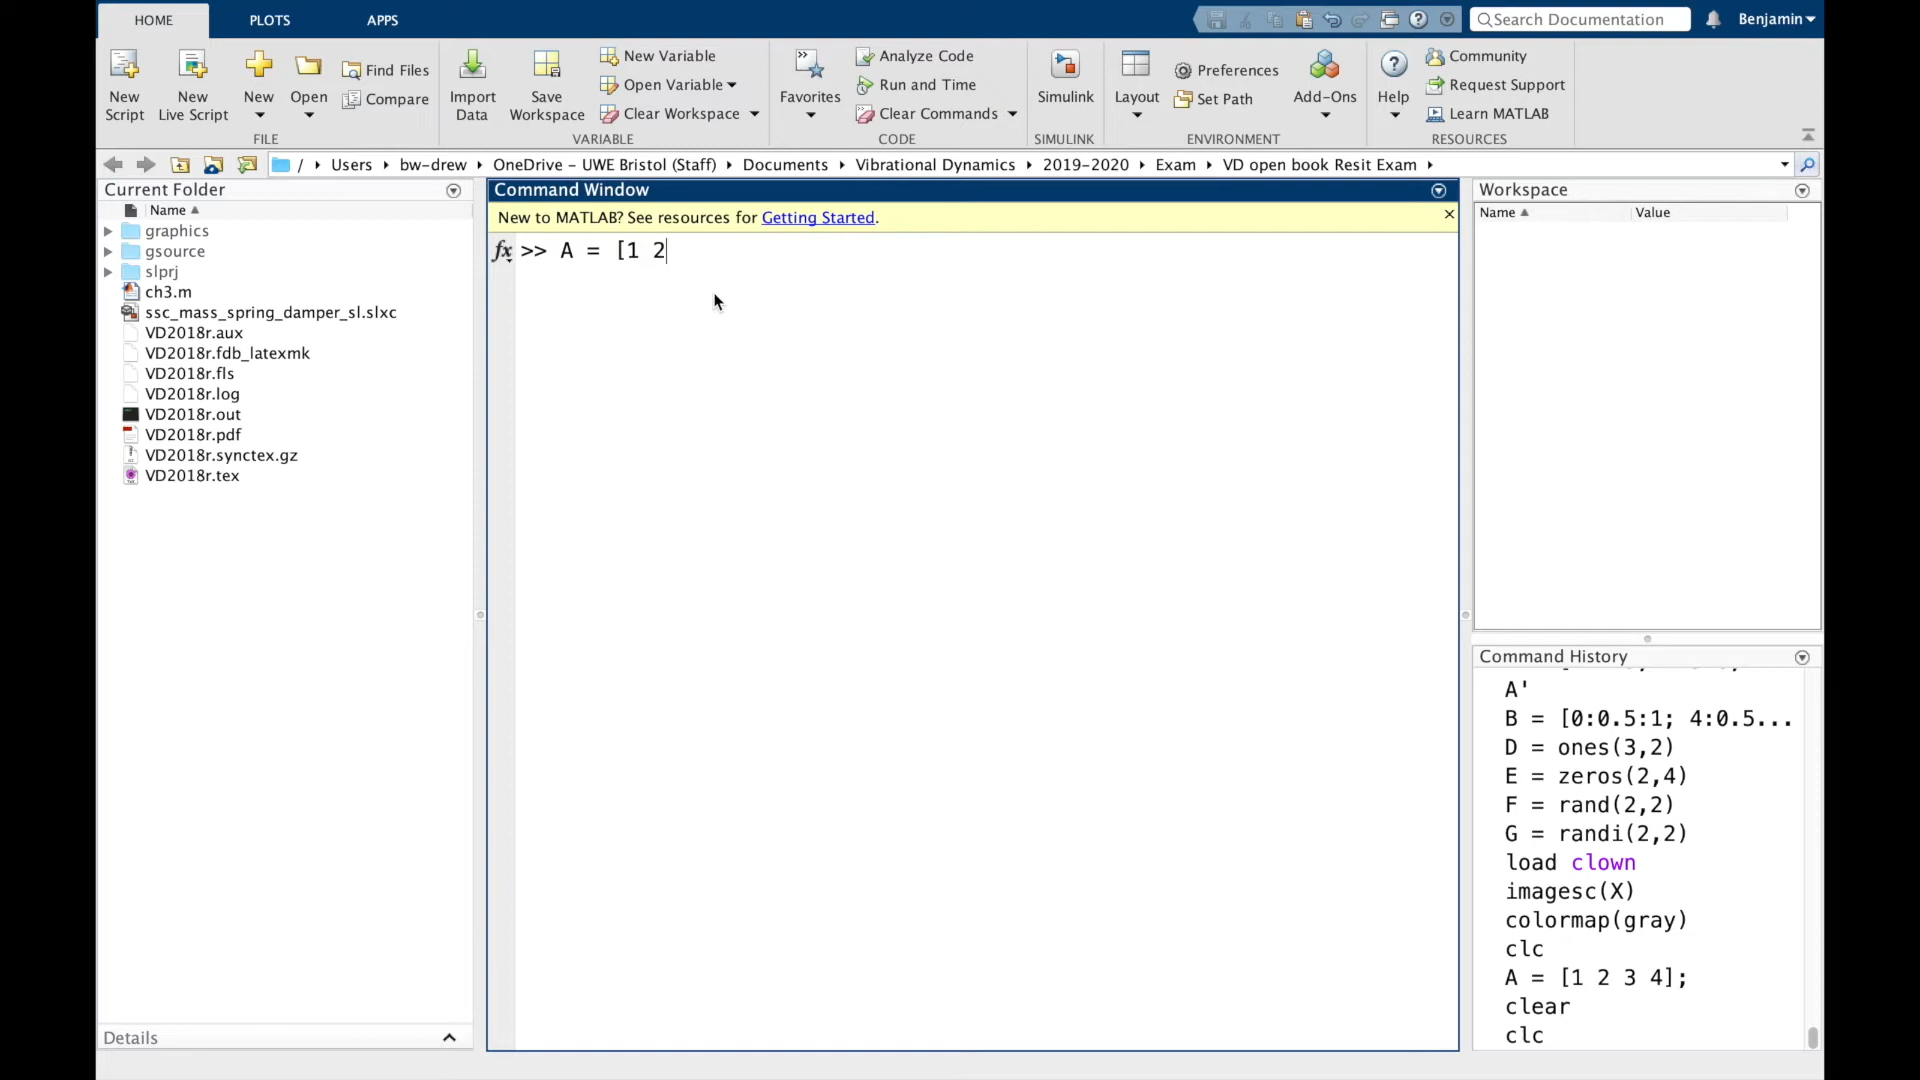 HOME
PLOTS
APPS
Search Documentation
Benjamin
New Script
New Live Script
New
Open
Find Files
Compare
FILE
Import Data
Save Workspace
New Variable
Open Variable
Clear Workspace
VARIABLE
Favorites
Analyze Code
Run and Time
Clear Commands
CODE
Simulink
SIMULINK
Layout
Preferences
Set Path
Add-Ons
ENVIRONMENT
Help
Community
Request Support
Learn MATLAB
RESOURCES
/ Users bw-drew OneDrive - UWE Bristol (Staff) Documents Vibrational Dynamics 2019-2020 Exam VD open book Resit Exam
Current Folder
Name
graphics
gsource
slprj
ch3.m
ssc_mass_spring_damper_sl.slxc
VD2018r.aux
VD2018r.fdb_latexmk
VD2018r.fls
VD2018r.log
VD2018r.out
VD2018r.pdf
VD2018r.synctex.gz
VD2018r.tex
Details
Command Window
New to MATLAB? See resources for Getting Started.
fx >> A = [1 2
Workspace
Name Value
Command History
A'
B = [0:0.5:1; 4:0.5...
D = ones(3,2)
E = zeros(2,4)
F = rand(2,2)
G = randi(2,2)
load clown
imagesc(X)
colormap(gray)
clc
A = [1 2 3 4];
clear
clc